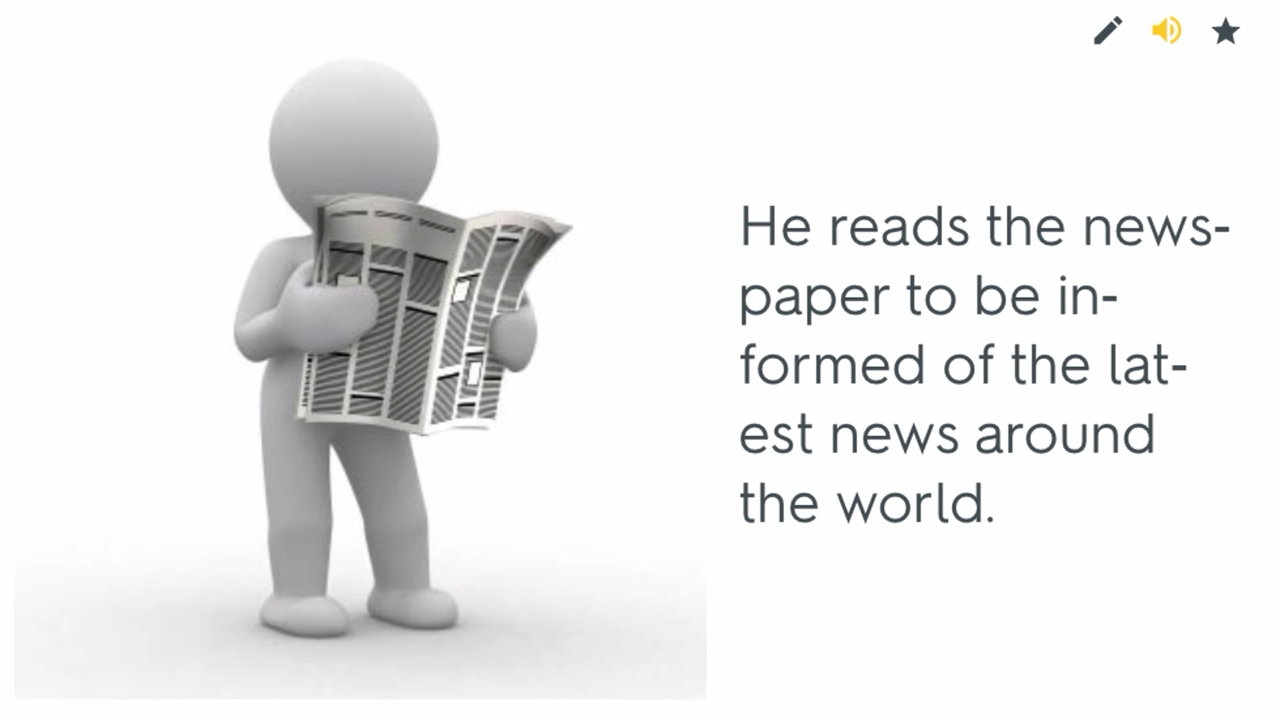 He reads the news-
paper to be in-
formed of the lat-
est news around
the world.